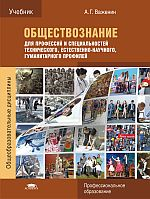 Учебник
А. Г. Важенин
ОБЩЕСТВОЗНАНИЕ
ДЛЯ ПРОФЕССИЙ И СПЕЦИАЛЬНОСТЕЙ
ТЕХНИЧЕСКОГО, ЕСТЕСТВЕННО-НАУЧНОГО,
ГУМАНИТАРНОГО ПРОФИЛЕЙ
Общеобразовательные дисциплины
Профессиональное
образование